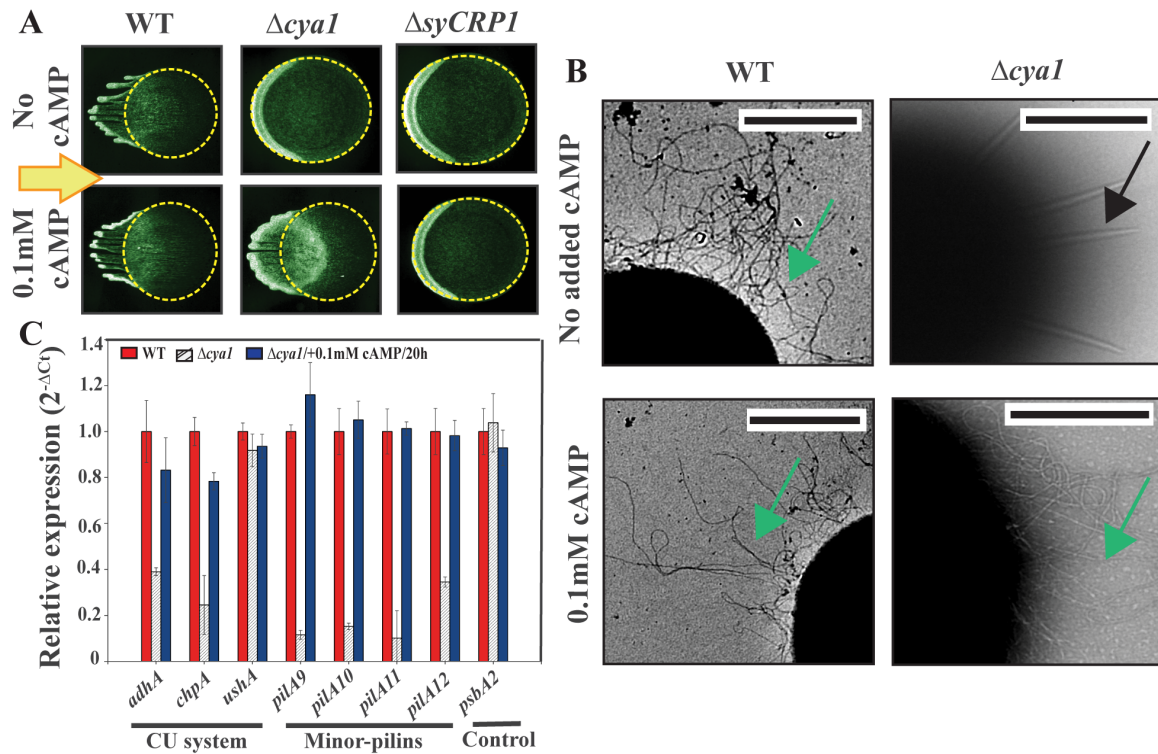 A
WT
Δcya1
ΔsyCRP1
No
cAMP
0.1mM
cAMP
B
WT
Δcya1
No added cAMP
0.1mM cAMP
C
WT
Δcya1
Δcya1/+0.1mM cAMP/20h
Relative expression (2^-ΔCt)
1.4
1.2
1.0
0.8
0.6
0.4
0.2
0
adhA
chpA
ushA
pilA9
pilA10
pilA11
pilA12
psbA2
CU system
Minor-pilins
Control